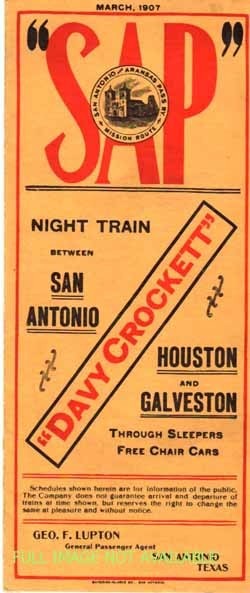 MARCH, 1907
"SAP"
SAN ANTONIO AND ARANSAS PASS RY.
MISSION ROUTE
NIGHT TRAIN
BETWEEN
SAN
ANTONIO
"DAVY CROCKETT"
HOUSTON
AND
GALVESTON
THROUGH SLEEPERS
FREE CHAIR CARS
Schedules shown herein are for information of the public.
The Company does not guarantee arrival and departure of
trains at time shown, but reserves the right to change the
same at pleasure and without notice.
GEO. F. LUPTON
General Passenger Agent
FULL IMAGE NOT AVAILABLE
SAN ANTONIO
TEXAS